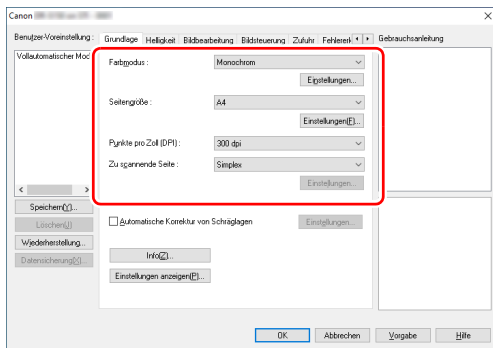 Canon
Benutzer-Voreinstellung :
Vollautomatischer Mod
Speichern(Y)...
Löschen(J)
Wiederherstellung...
Datensicherung(X)...
Grundlage Helligkeit Bildbearbeitung Bildsteuerung Zufuhr Fehlererk
Farbmodus :
Monochrom
Einstellungen...
Seitengröße :
A4
Einstellungen(F)...
Punkte pro Zoll (DPI) :
300 dpi
Zu scannende Seite :
Simplex
Einstellungen...
Automatische Korrektur von Schräglagen
Einstellungen...
Info(Z)...
Einstellungen anzeigen(P)...
Gebrauchsanleitung
OK Abbrechen Vorgabe Hilfe